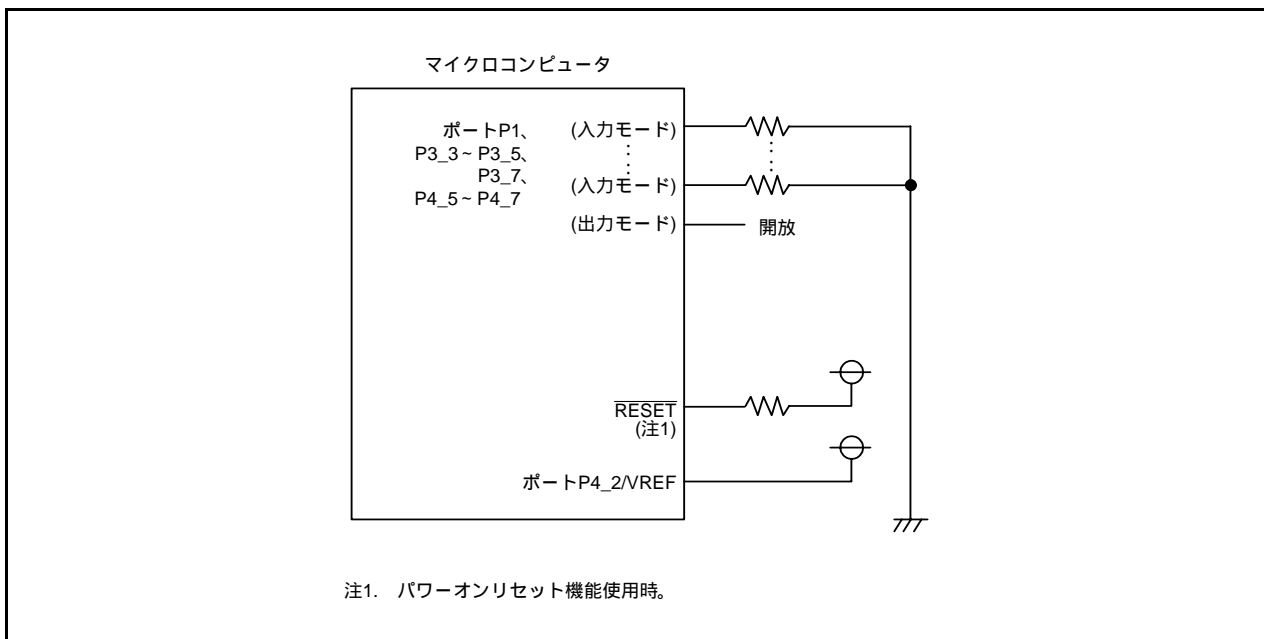 マイクロコンピュータ
ポートP1、 (入力モード)
P3_3~P3_5、
P3_7、 (入力モード)
P4_5~P4_7
(出力モード) 開放
RESET
(注1)
ポートP4_2/VREF
注1. パワーオンリセット機能使用時。